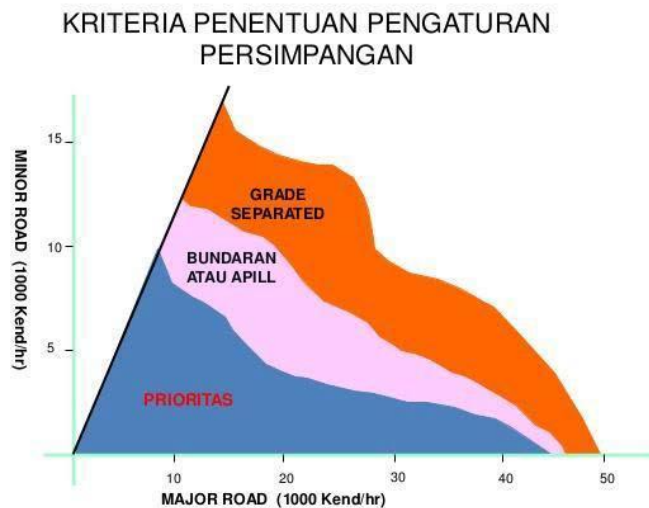 KRITERIA PENENTUAN PENGATURAN
PERSIMPANGAN
15
10
5
MINOR ROAD (1000 Kend/hr)
GRADE
SEPARATED
BUNDARAN
ATAU APILL
PRIORITAS
10
20
30
40
50
MAJOR ROAD (1000 Kend/hr)